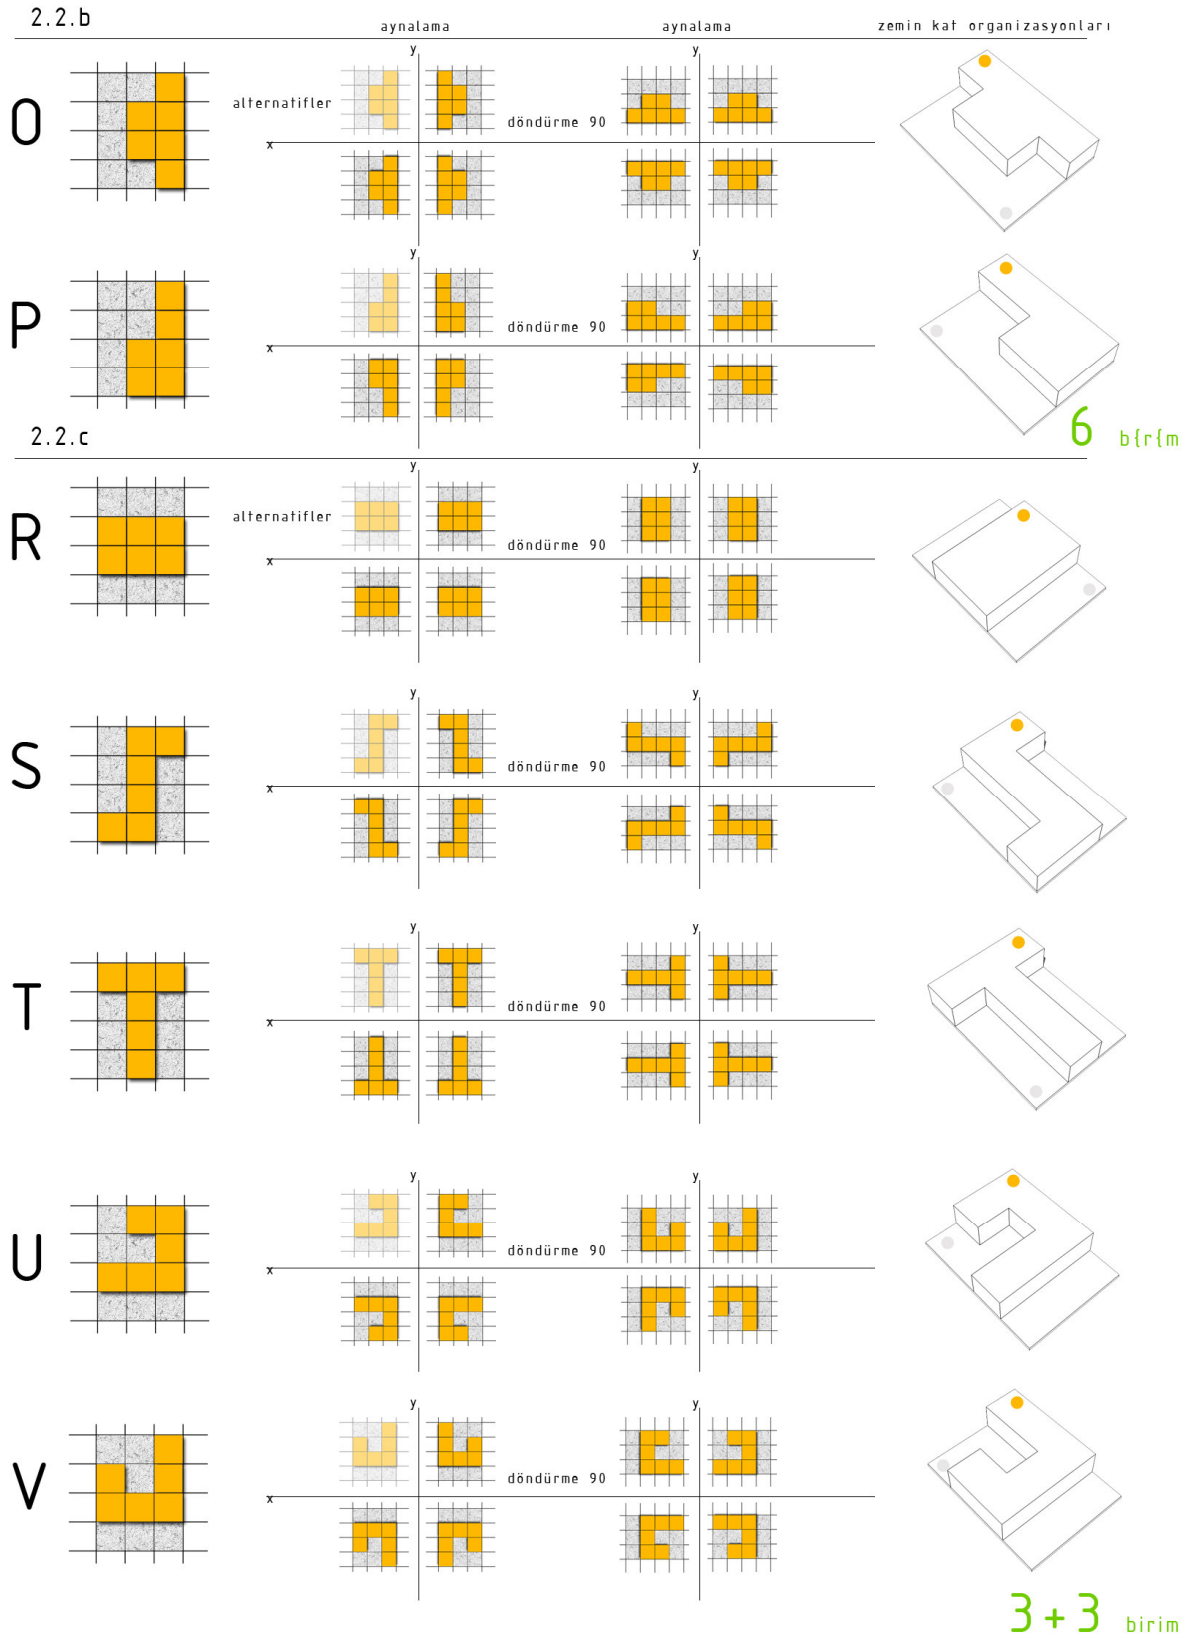 2.2.b
aynalama aynalama zemin kat organizasyonları
y y
O alternatifler döndürme 90
x
y y
P döndürme 90
x
6 b{r{m
2.2.c
y y
R alternatifler döndürme 90
x
y y
S döndürme 90
x
y y
T döndürme 90
x
y y
U döndürme 90
x
y y
V döndürme 90
x
3 + 3 birim